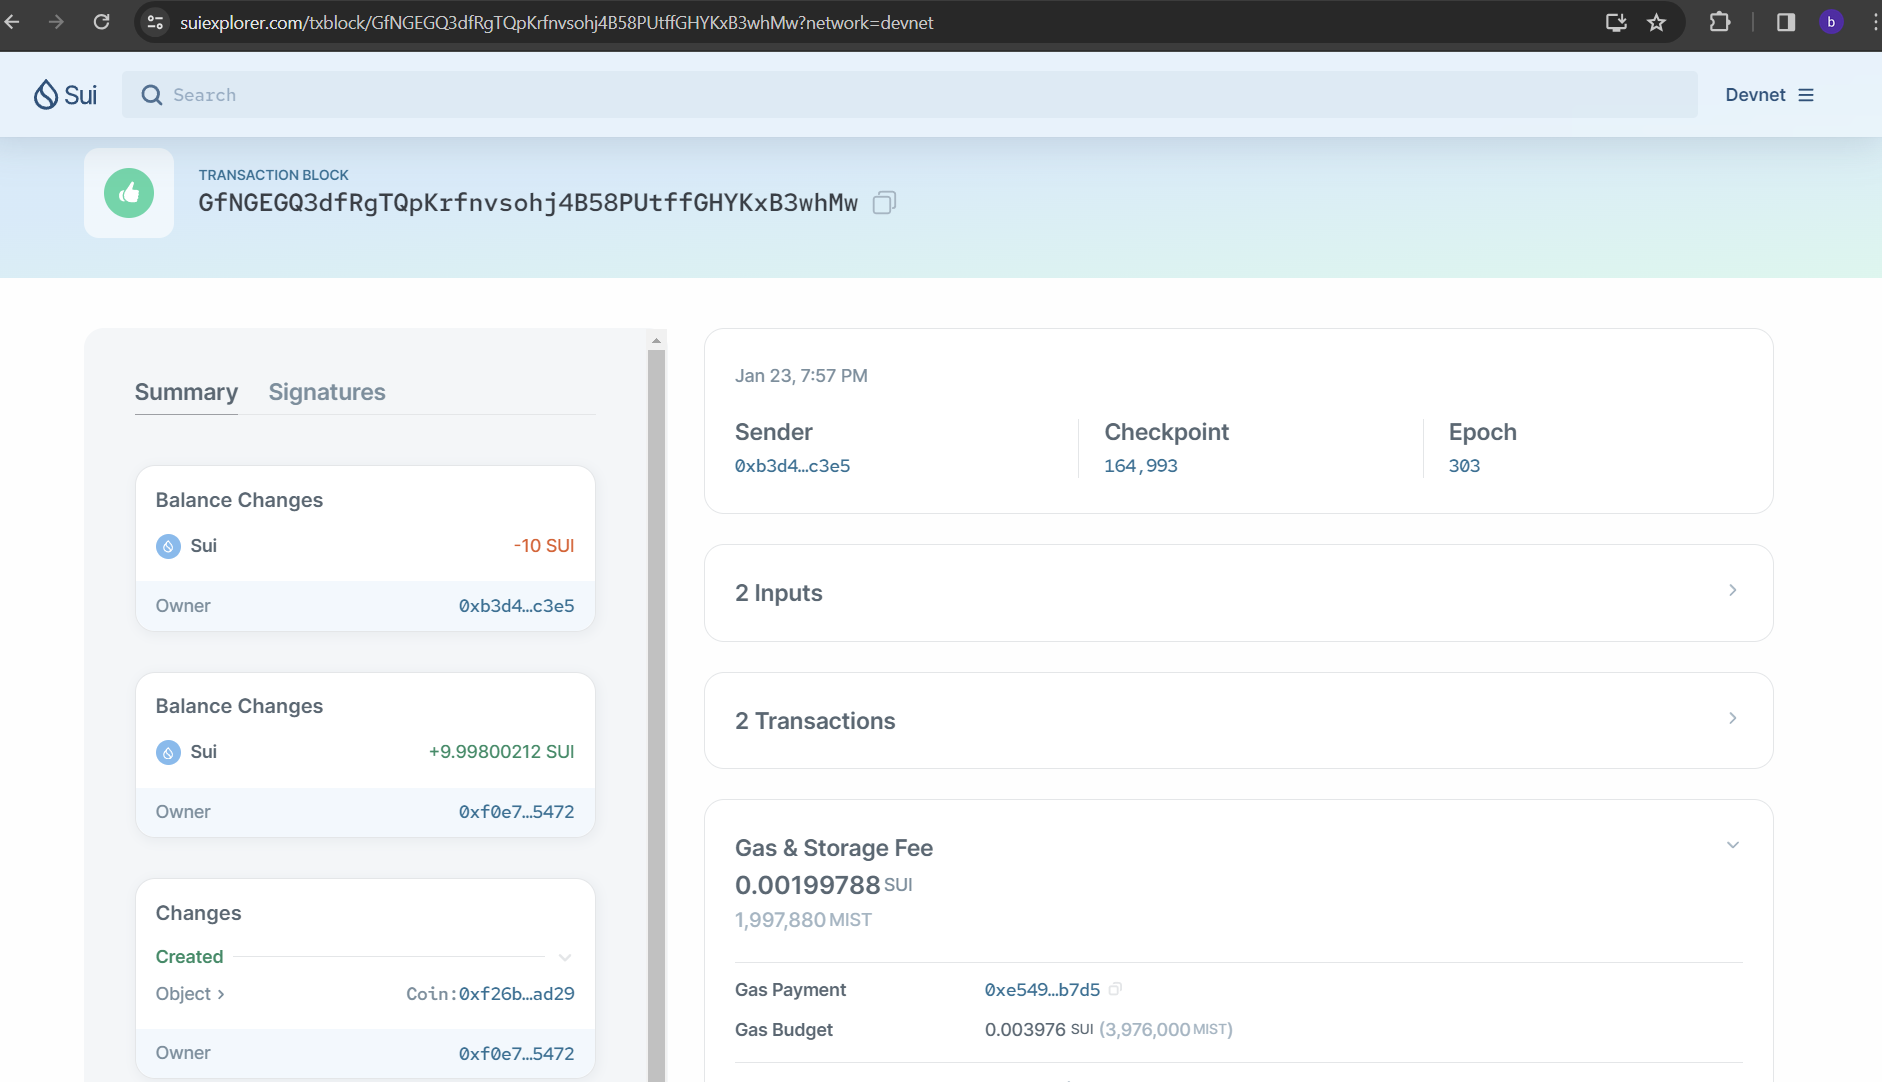 suiexplorer.com/txblock/GfNGEGQ3dfRgTQpKrfnvsohj4B58PUtffGHYKxB3whMw?network=devnet
b
Sui
Search
Devnet
TRANSACTION BLOCK
GfNGEGQ3dfRgTQpKrfnvsohj4B58PUtffGHYKxB3whMw
Summary Signatures
Balance Changes
Sui -10 SUI
Owner 0xb3d4…c3e5
Balance Changes
Sui +9.99800212 SUI
Owner 0xf0e7…5472
Changes
Created
Object Coin:0xf26b…ad29
Owner 0xf0e7…5472
Jan 23, 7:57 PM
Sender Checkpoint Epoch
0xb3d4…c3e5 164,993 303
2 Inputs
2 Transactions
Gas & Storage Fee
0.00199788 SUI
1,997,880 MIST
Gas Payment 0xe549…b7d5
Gas Budget 0.003976 SUI (3,976,000 MIST)